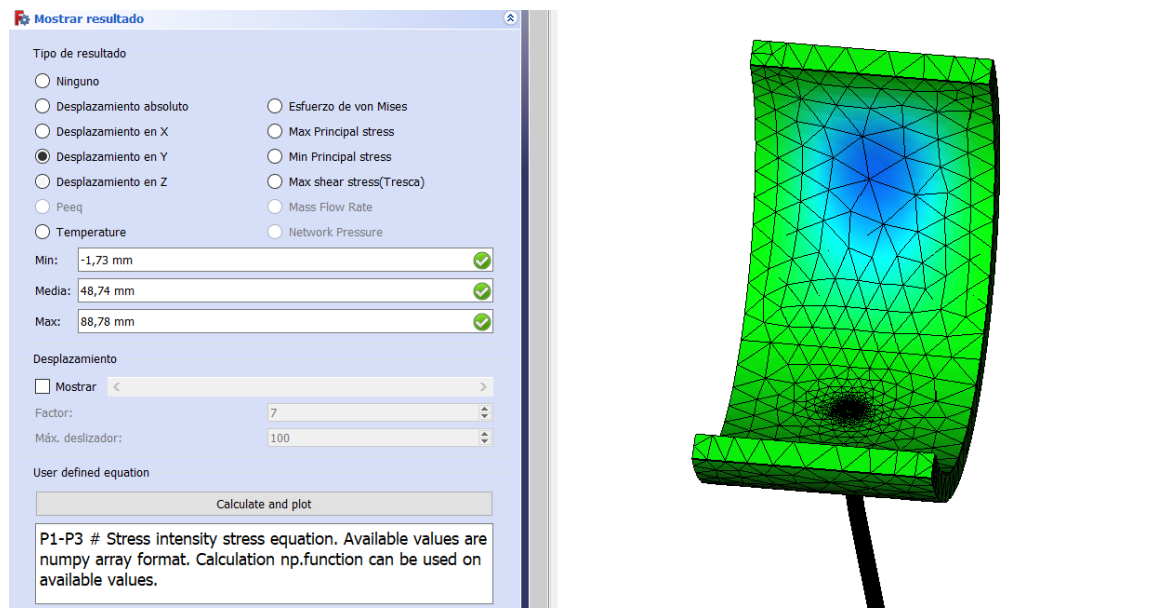 Mostrar resultado
Tipo de resultado
Ninguno
Desplazamiento absoluto
Esfuerzo de von Mises
Desplazamiento en X
Max Principal stress
Desplazamiento en Y
Min Principal stress
Desplazamiento en Z
Max shear stress(Tresca)
Peeq
Mass Flow Rate
Temperature
Network Pressure
Min: -1,73 mm
Media: 48,74 mm
Max: 88,78 mm
Desplazamiento
Mostrar
Factor: 7
Máx. deslizador: 100
User defined equation
Calculate and plot
P1-P3 # Stress intensity stress equation. Available values are
numpy array format. Calculation np.function can be used on
available values.